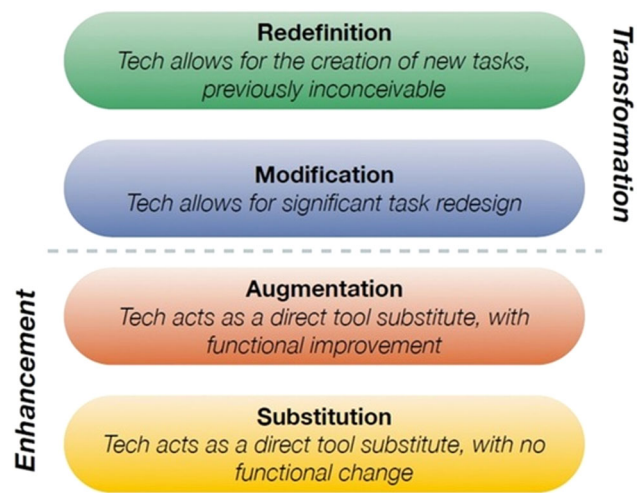 Redefinition
Tech allows for the creation of new tasks,
previously inconceivable
Transformation
Modification
Tech allows for significant task redesign
Enhancement
Augmentation
Tech acts as a direct tool substitute, with
functional improvement
Substitution
Tech acts as a direct tool substitute, with no
functional change